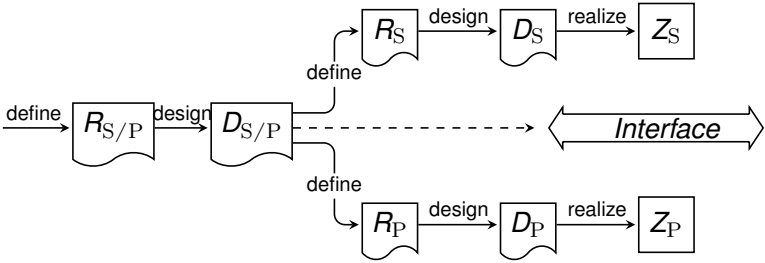 R_S design D_S realize Z_S
define
define R_S/P design D_S/P Interface
define
R_P design D_P realize Z_P